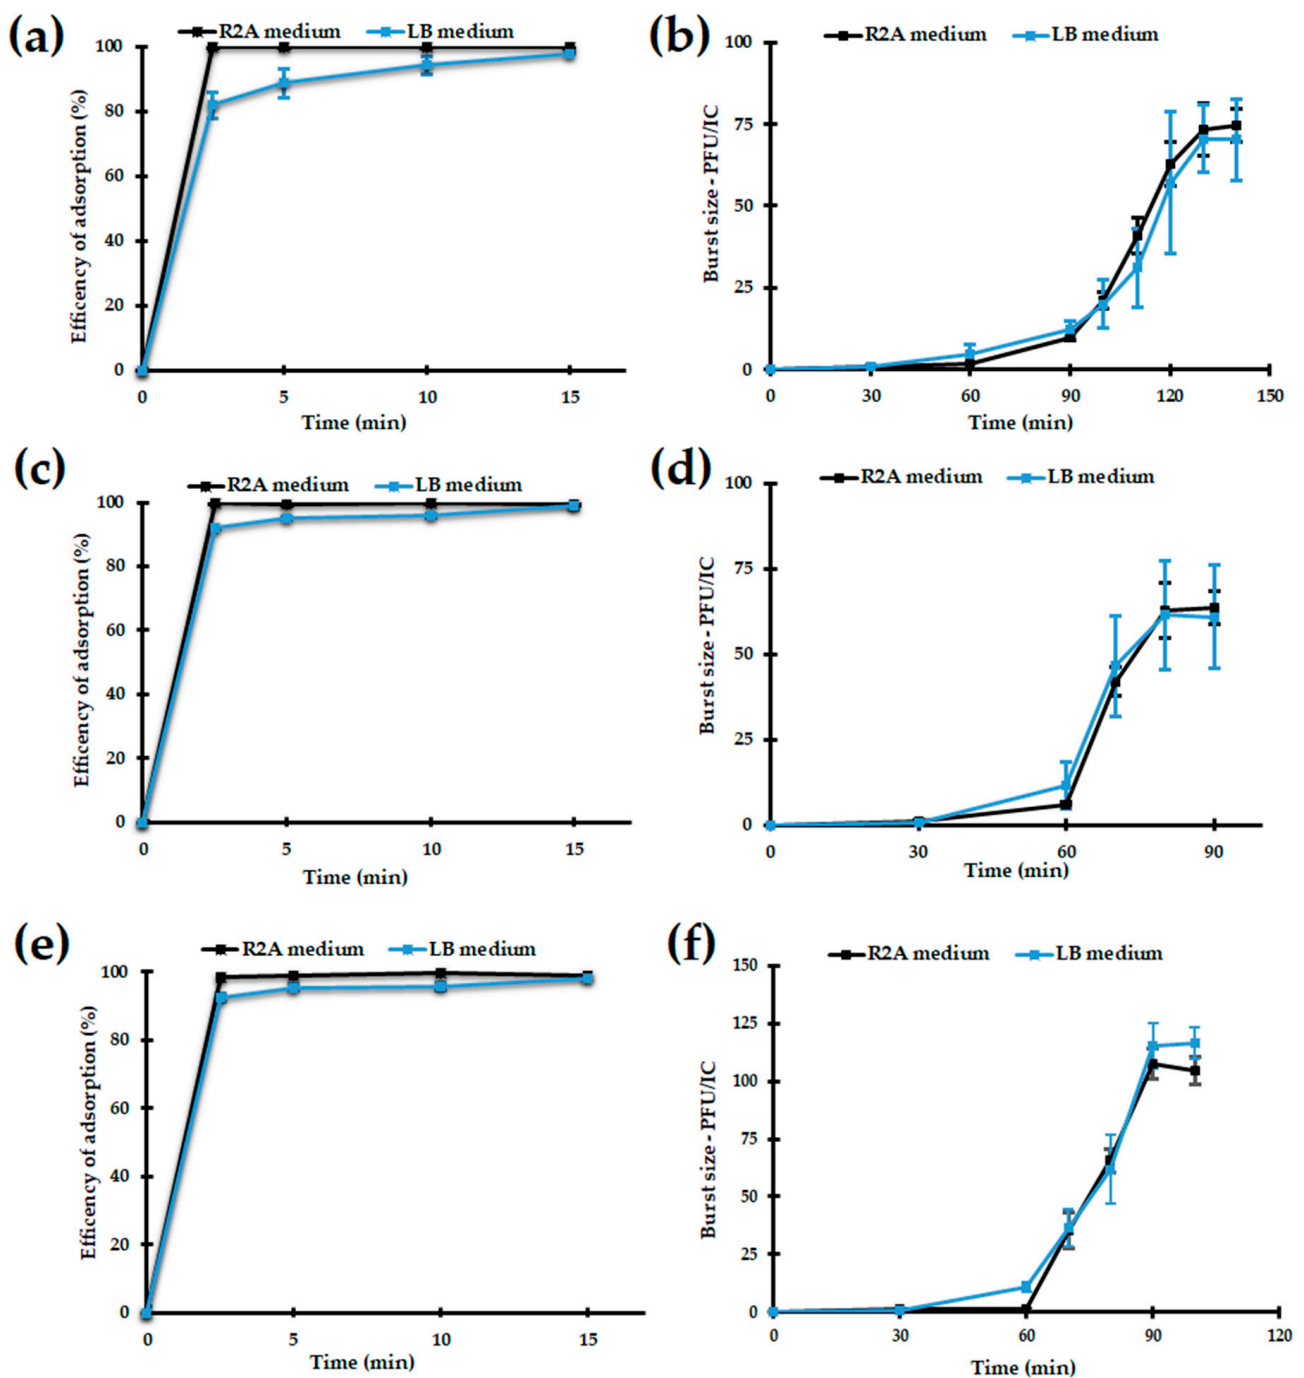 (a)
R2A medium LB medium
Efficency of adsorption (%)
100
80
60
40
20
0
0 5 10 15
Time (min)
(b)
R2A medium LB medium
Burst size - PFU/IC
100
75
50
25
0
0 30 60 90 120 150
Time (min)
(c)
R2A medium LB medium
Efficency of adsorption (%)
100
80
60
40
20
0
0 5 10 15
Time (min)
(d)
R2A medium LB medium
Burst size - PFU/IC
100
75
50
25
0
0 30 60 90
Time (min)
(e)
R2A medium LB medium
Efficency of adsorption (%)
100
80
60
40
20
0
0 5 10 15
Time (min)
(f)
R2A medium LB medium
Burst size - PFU/IC
150
125
100
75
50
25
0
0 30 60 90 120
Time (min)